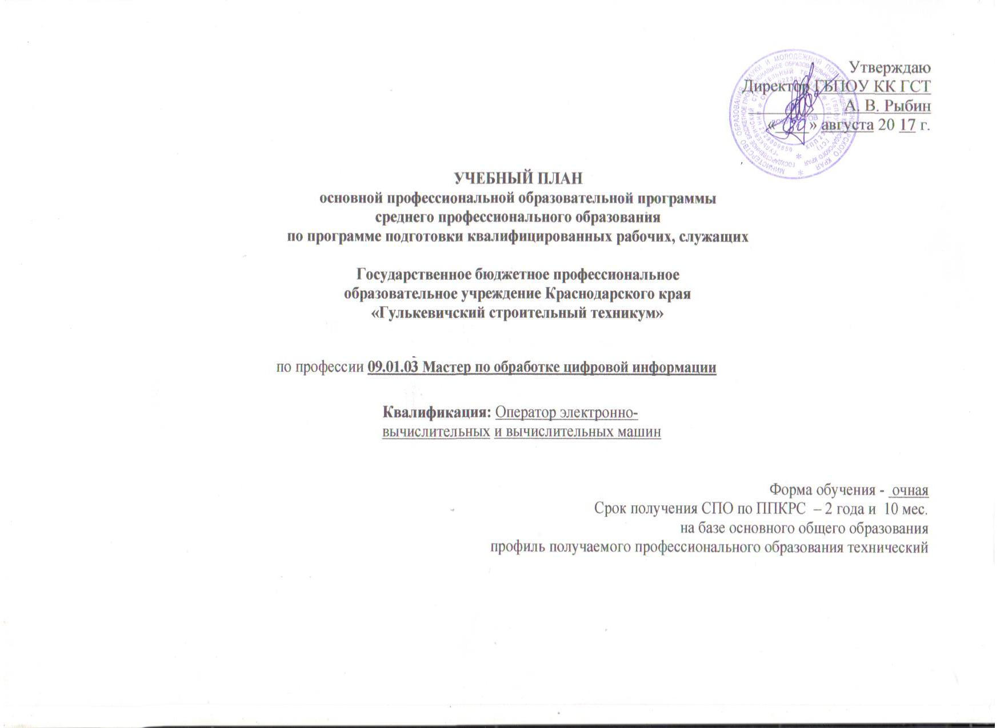 Утверждаю
Директор ГБПОУ КК ГСТ
А. В. Рыбин
«30» августа 20 17 г.
УЧЕБНЫЙ ПЛАН
основной профессиональной образовательной программы
среднего профессионального образования
по программе подготовки квалифицированных рабочих, служащих
Государственное бюджетное профессиональное
образовательное учреждение Краснодарского края
«Гулькевичский строительный техникум»
по профессии 09.01.03 Мастер по обработке цифровой информации
Квалификация: Оператор электронно-
вычислительных и вычислительных машин
Форма обучения - очная
Срок получения СПО по ППКРС – 2 года и 10 мес.
на базе основного общего образования
профиль получаемого профессионального образования технический